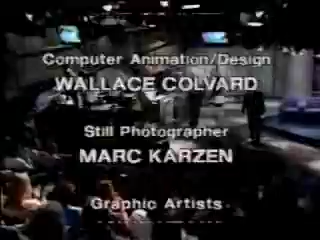 Computer Animation/Design
WALLACE COLVARD
Still Photographer
MARC KARZEN
Graphic Artists